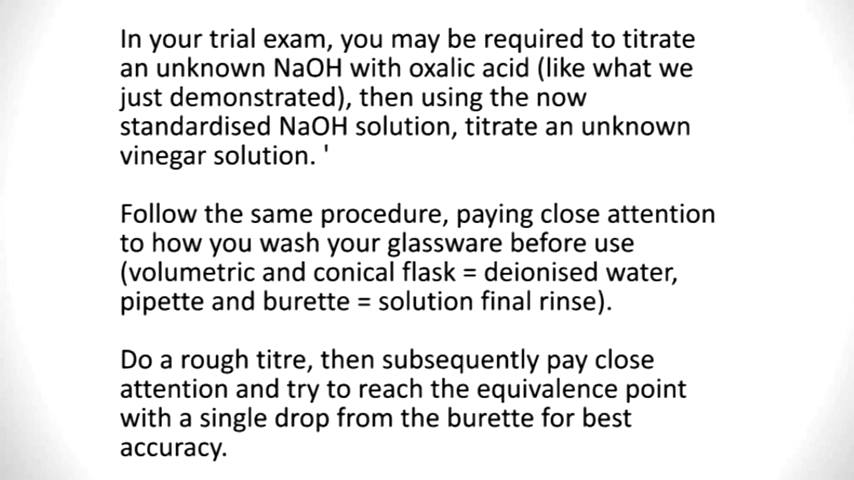 In your trial exam, you may be required to titrate
an unknown NaOH with oxalic acid (like what we
just demonstrated), then using the now
standardised NaOH solution, titrate an unknown
vinegar solution. '
Follow the same procedure, paying close attention
to how you wash your glassware before use
(volumetric and conical flask = deionised water,
pipette and burette = solution final rinse).
Do a rough titre, then subsequently pay close
attention and try to reach the equivalence point
with a single drop from the burette for best
accuracy.